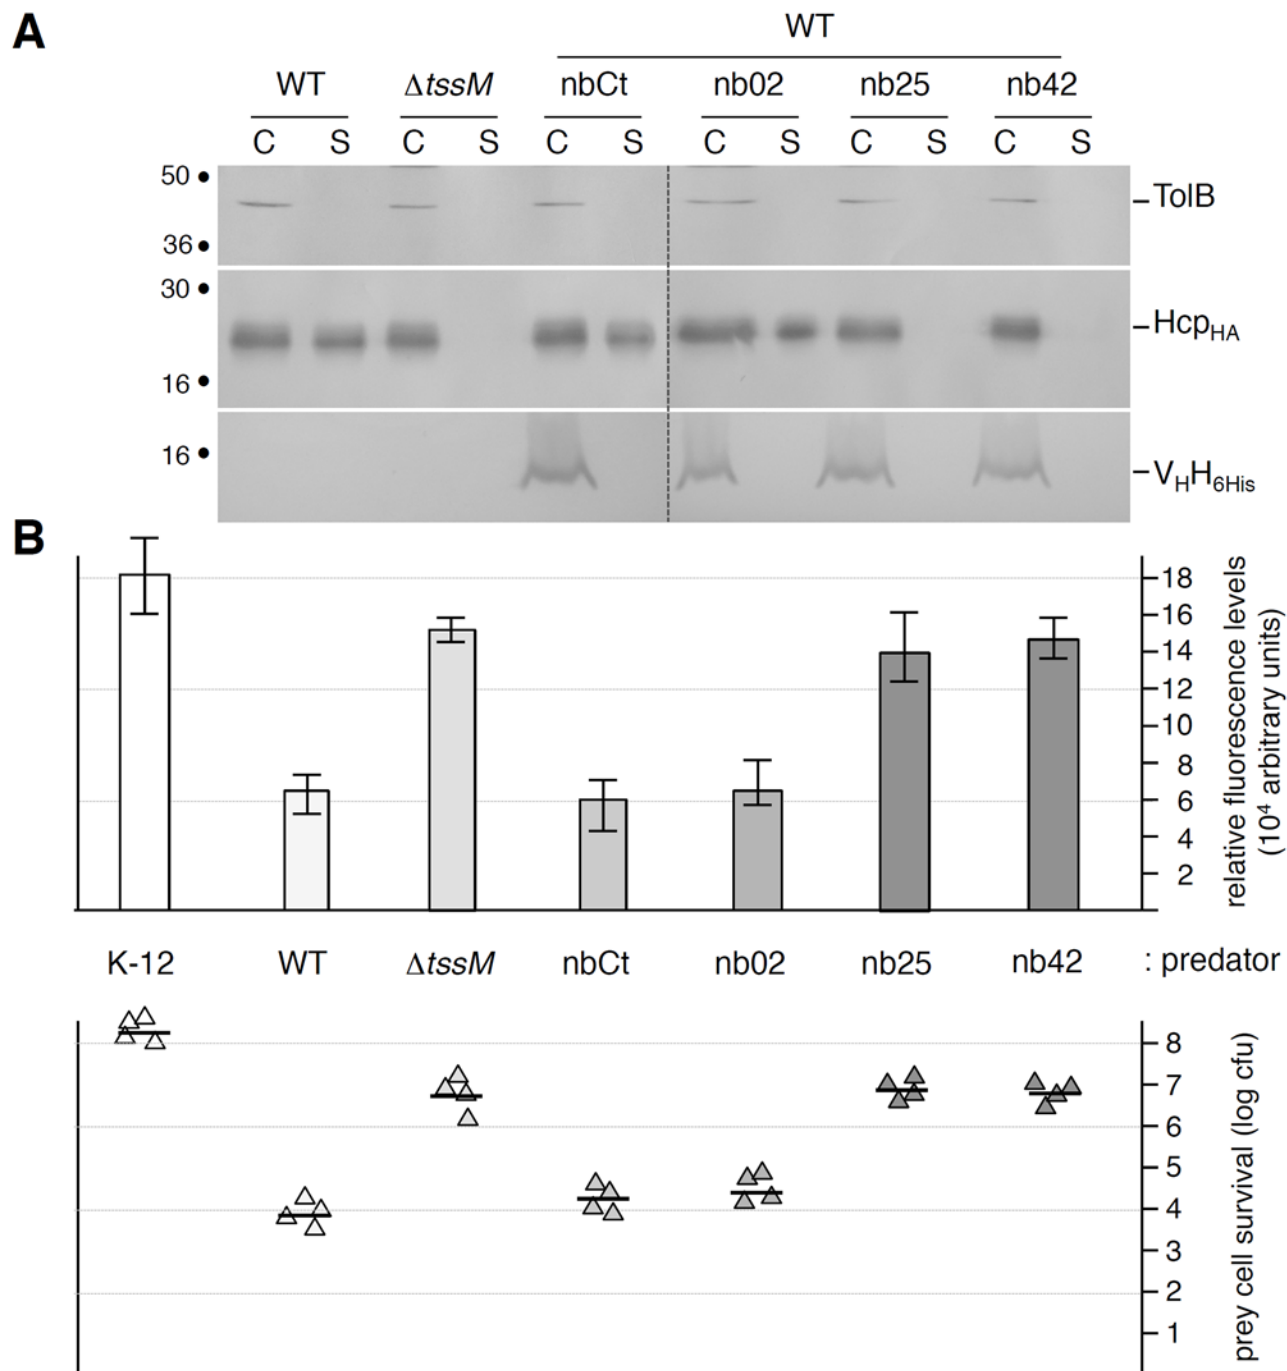 A
WT
WT ΔtssM nbCt nb02 nb25 nb42
C S C S C S C S C S C S
50
TolB
36
30
HcpHA
16
16
VHH6His
B
18
16
14
12
10
8
6
4
2
relative fluorescence levels
(10⁴ arbitrary units)
K-12 WT ΔtssM nbCt nb02 nb25 nb42 : predator
8
7
6
5
4
3
2
1
prey cell survival (log cfu)